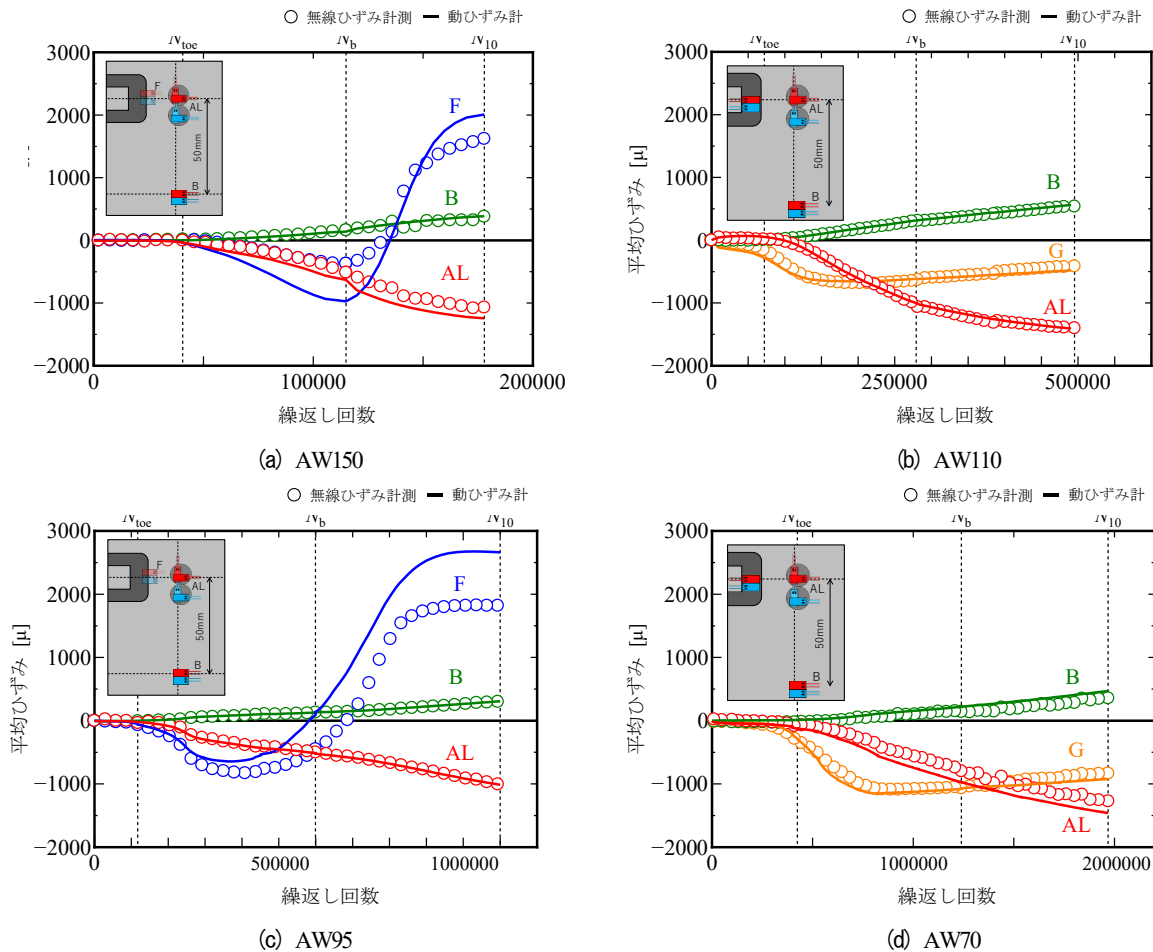 ○ 無線ひずみ計測 ━ 動ひずみ計
N_toe N_b N_10
3000
2000
1000
0
−1000
−2000
0 100000 200000
F
B
AL
F
AL
50mm
B
繰返し回数
(a) AW150
○ 無線ひずみ計測 ━ 動ひずみ計
N_toe N_b N_10
平均ひずみ [μ]
3000
2000
1000
0
−1000
−2000
0 250000 500000
B
G
AL
AL
50mm
B
繰返し回数
(b) AW110
○ 無線ひずみ計測 ━ 動ひずみ計
N_toe N_b N_10
平均ひずみ [μ]
3000
2000
1000
0
−1000
−2000
0 500000 1000000
F
B
AL
F
AL
50mm
B
繰返し回数
(c) AW95
○ 無線ひずみ計測 ━ 動ひずみ計
N_toe N_b N_10
平均ひずみ [μ]
3000
2000
1000
0
−1000
−2000
0 1000000 2000000
B
G
AL
AL
50mm
B
繰返し回数
(d) AW70